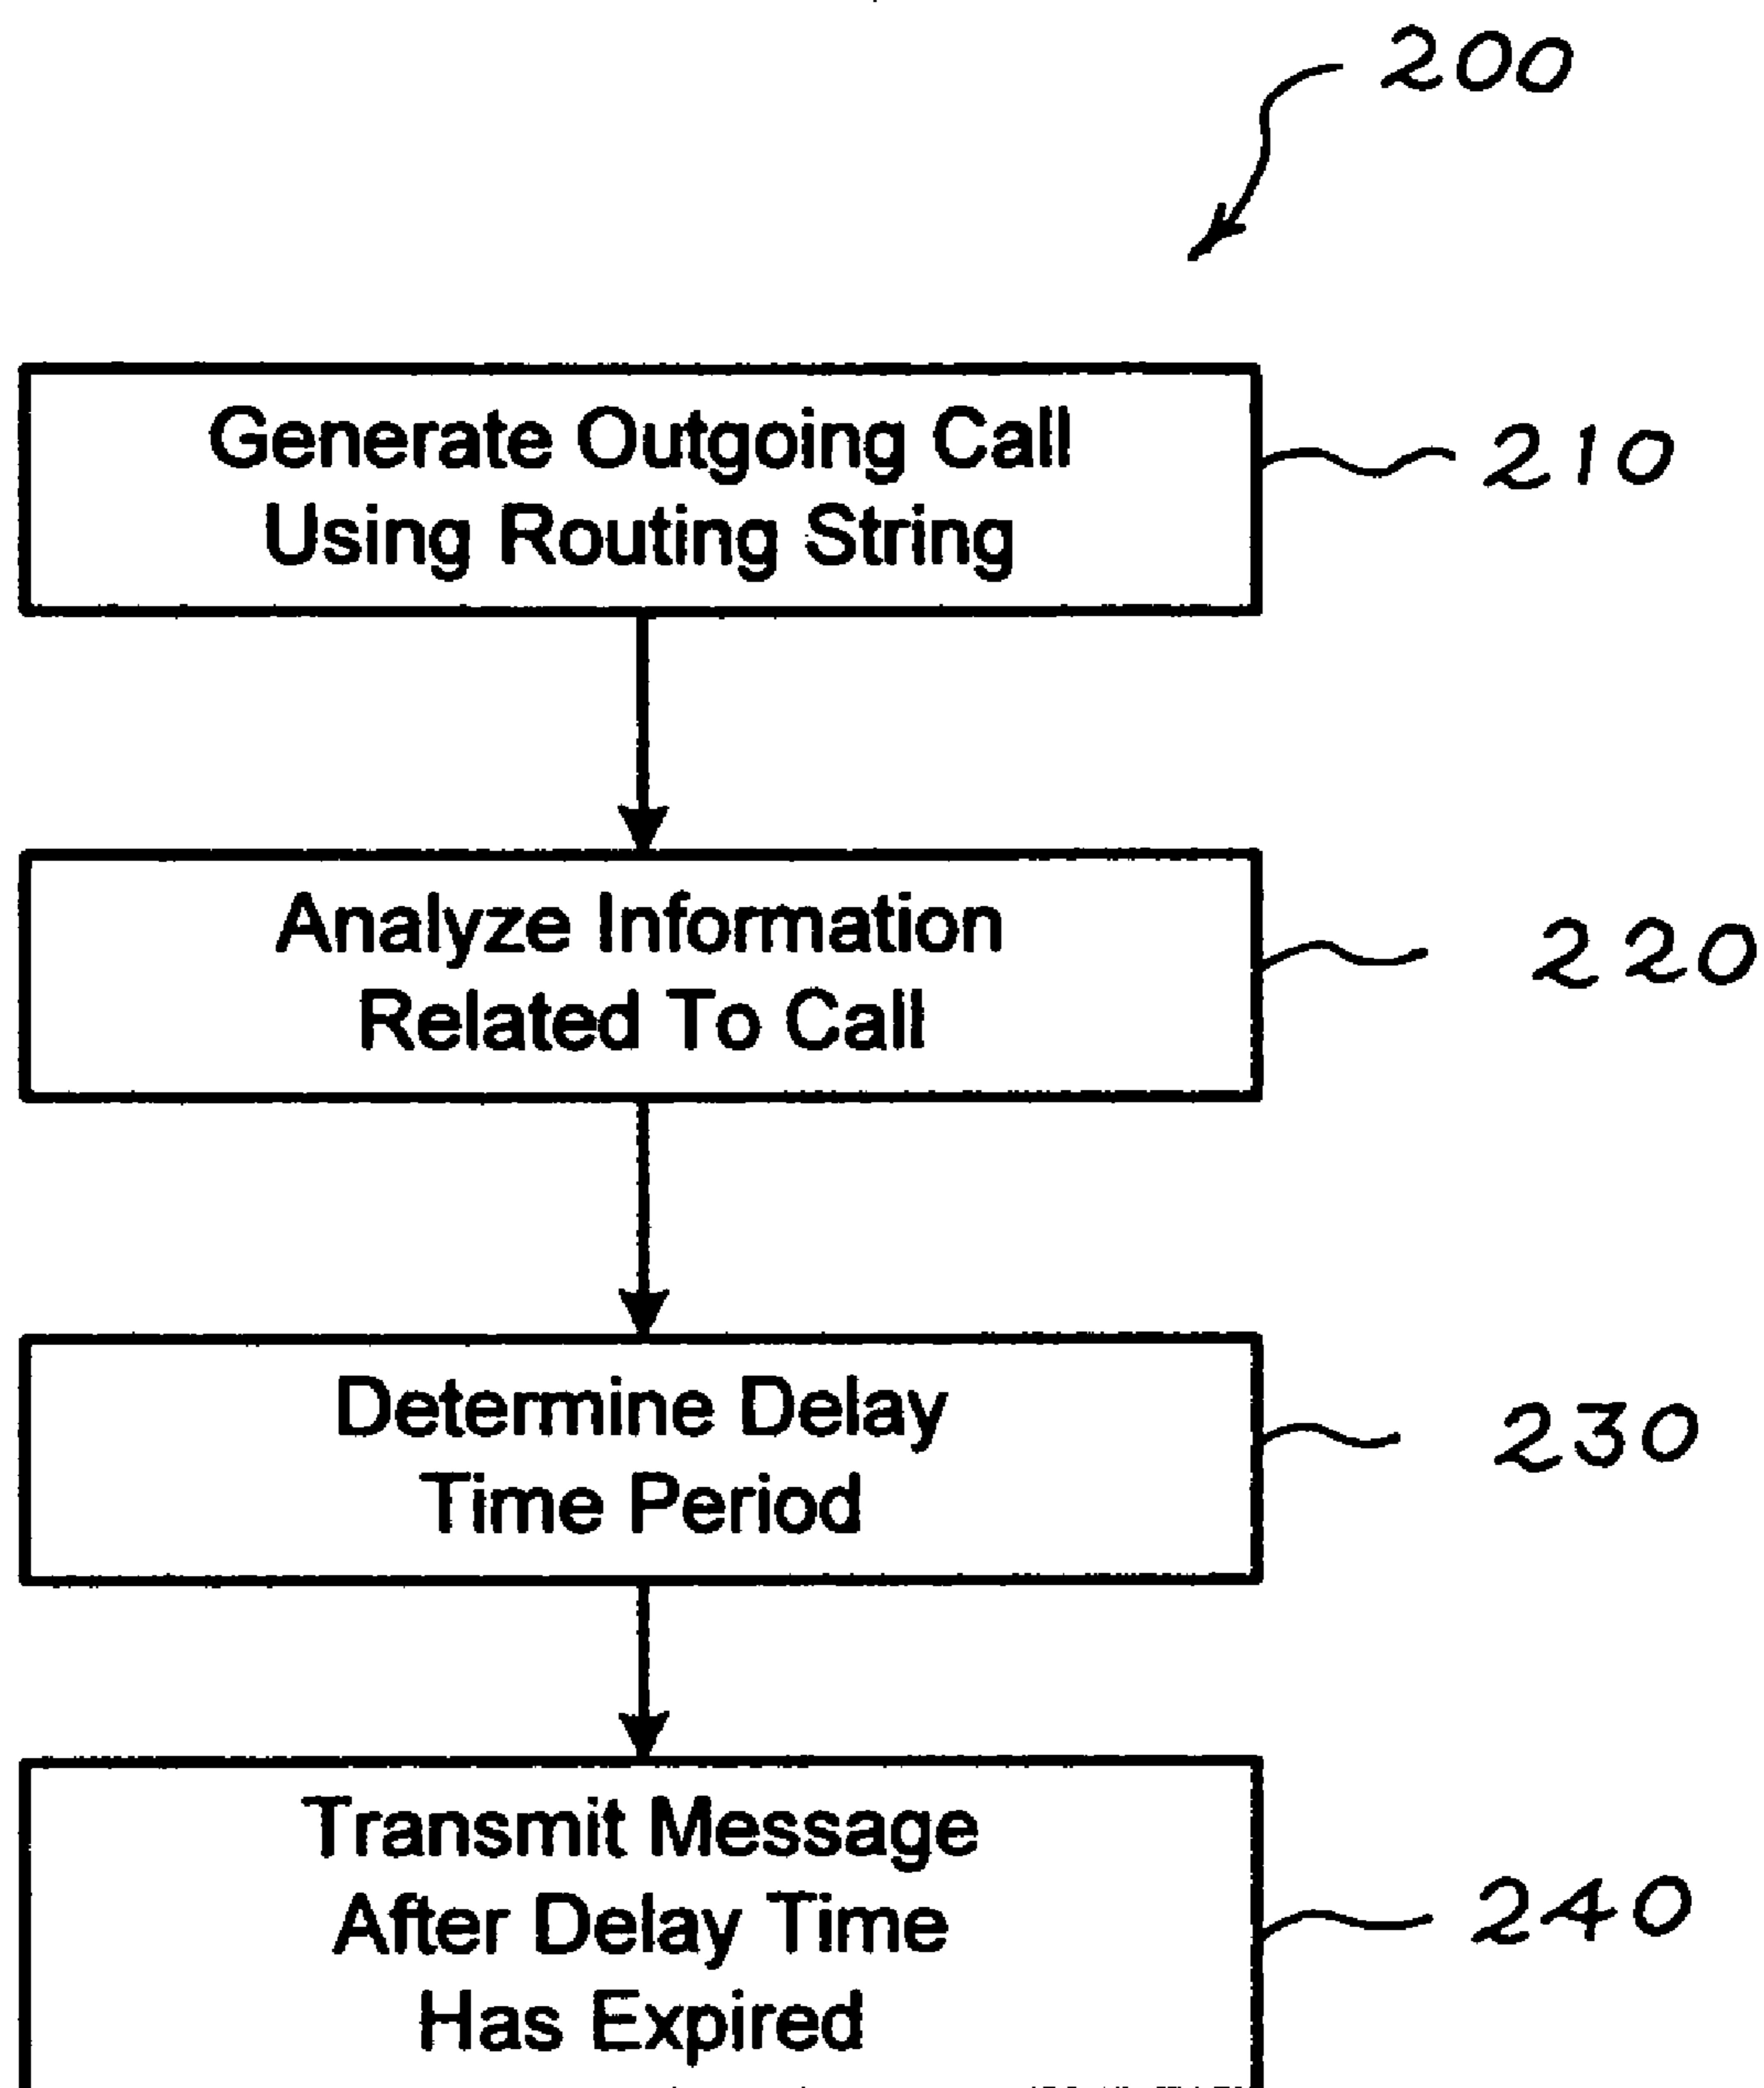 200
Generate Outgoing Call
Using Routing String
210
Analyze Information
Related To Call
220
Determine Delay
Time Period
230
Transmit Message
After Delay Time
Has Expired
240